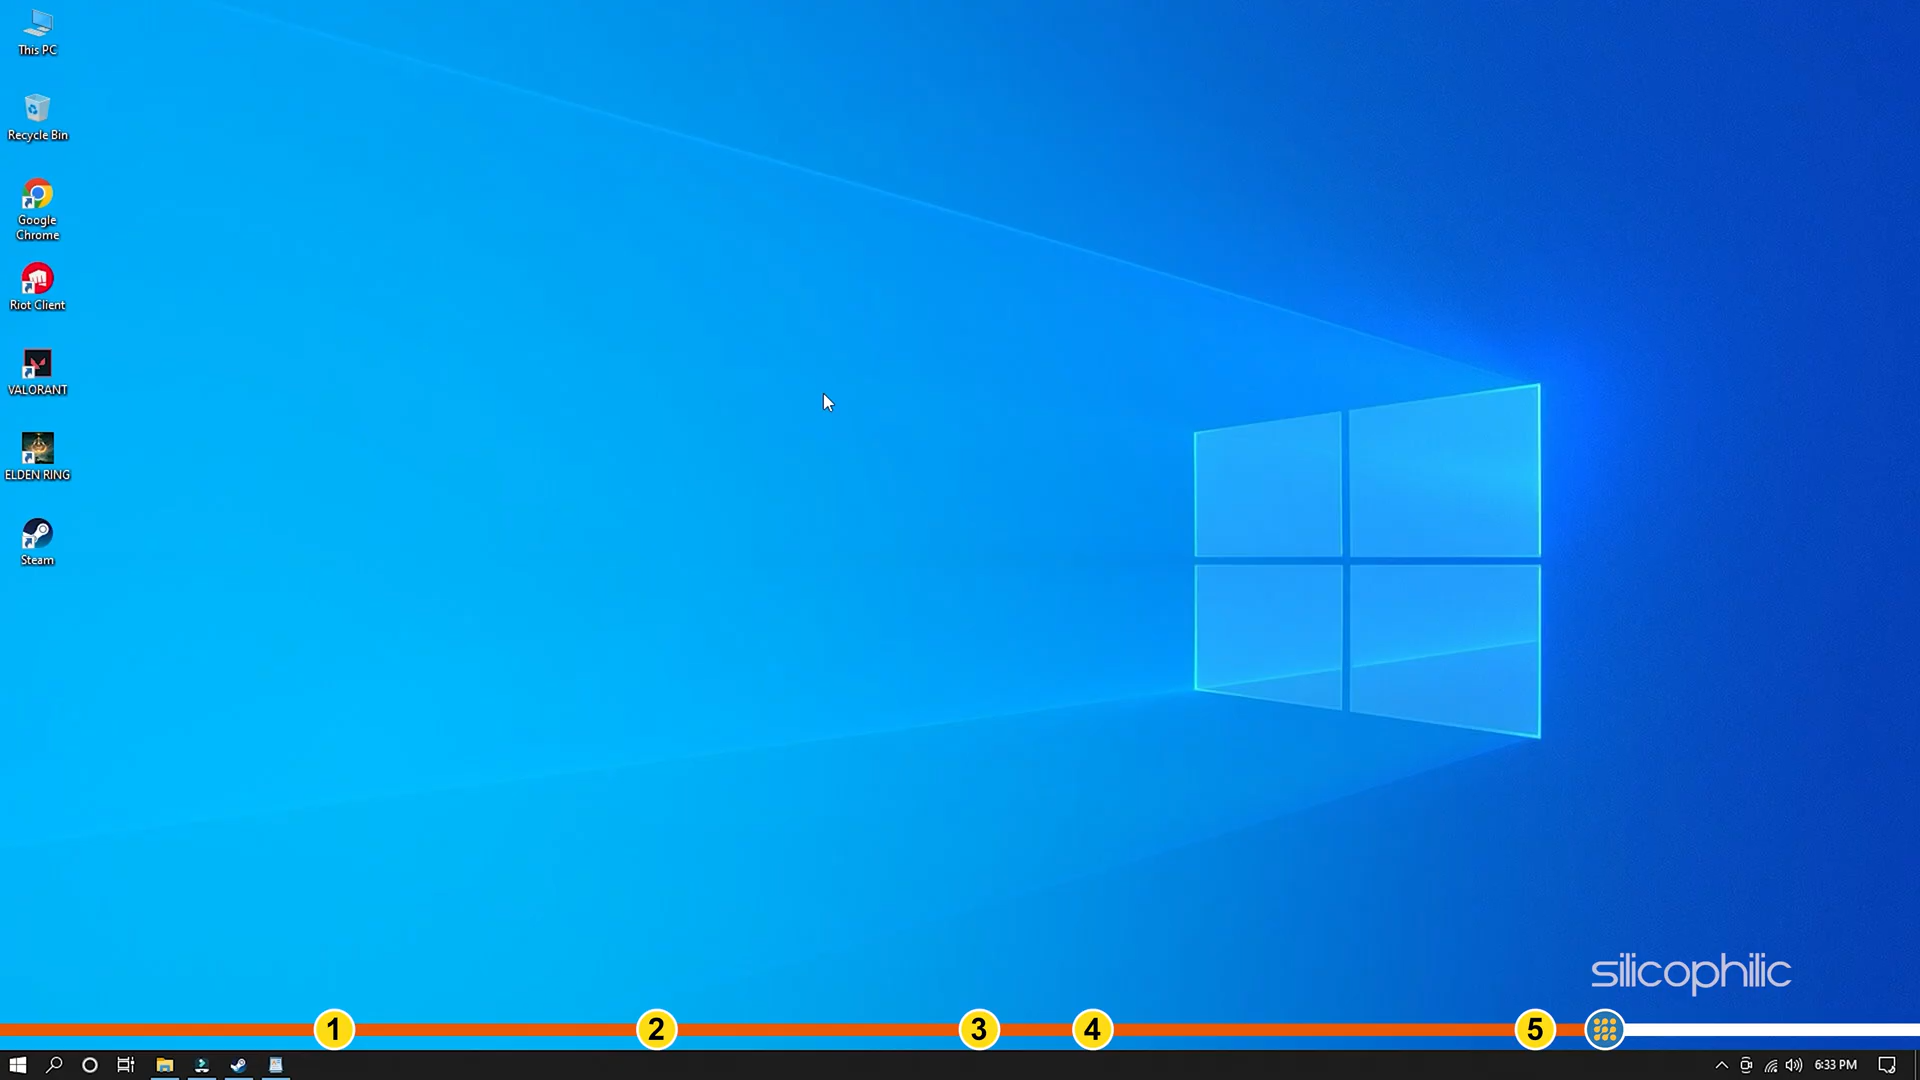 This PC
Recycle Bin
Google
Chrome
Riot Client
VALORANT
ELDEN RING
Steam
silicophilic
1
2
3
4
5
6:33 PM